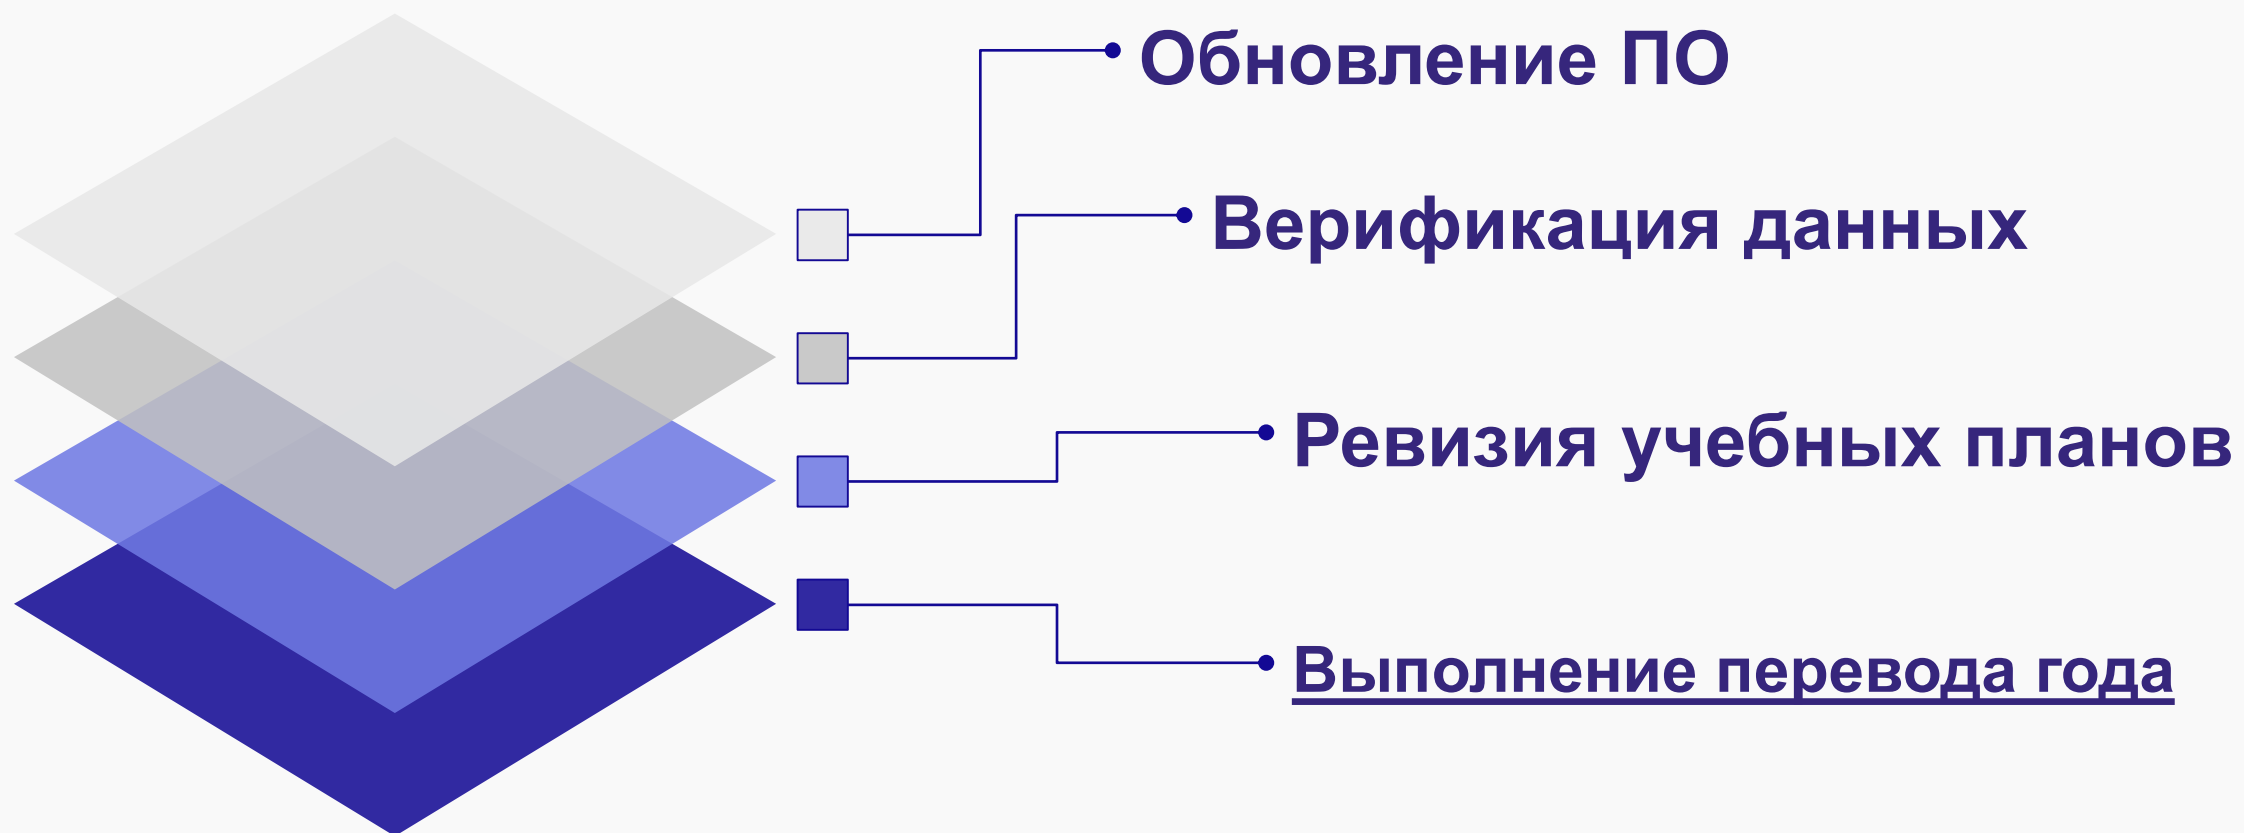 Обновление ПО
Верификация данных
Ревизия учебных планов
Выполнение перевода года